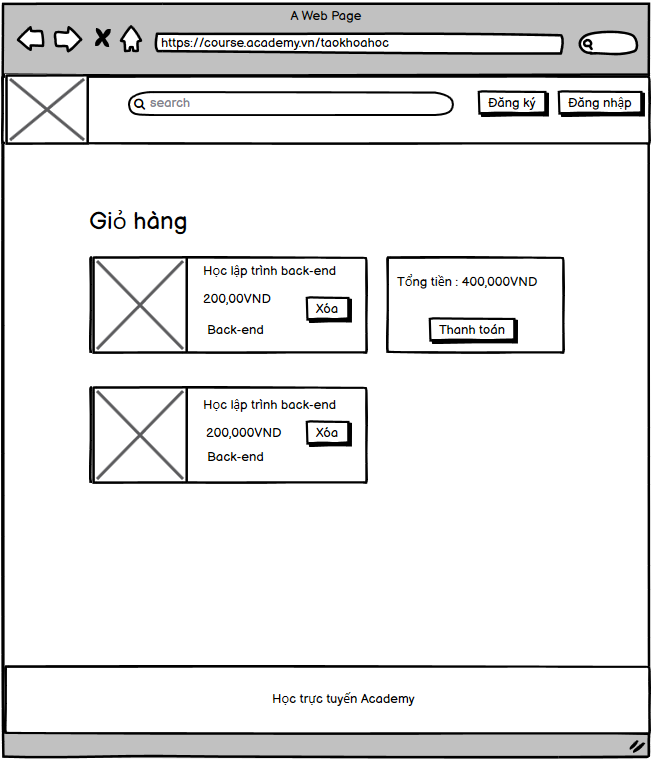 A Web Page
https://course.academy.vn/taokhoahoc
search
Đăng ký
Đăng nhập
Giỏ hàng
Học lập trình back-end
200,00VND
Xóa
Back-end
Tổng tiền : 400,000VND
Thanh toán
Học lập trình back-end
200,000VND
Xóa
Back-end
Học trực tuyến Academy